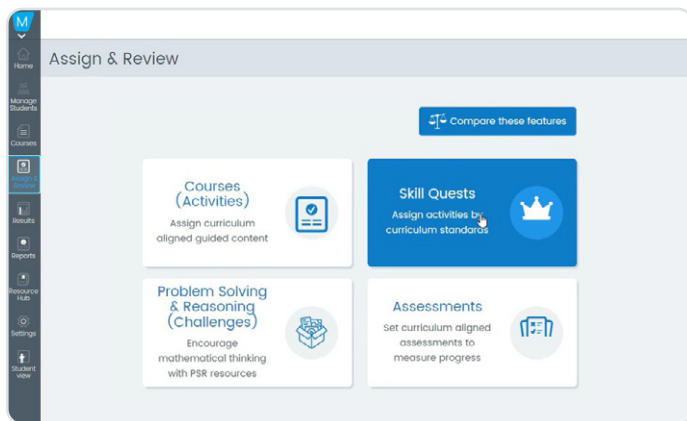 M
Home
Manage
Students
Courses
Assign &
Review
Results
Reports
Resource
Hub
Settings
Student
view
Assign & Review
Compare these features
Courses
(Activities)
Assign curriculum
aligned guided content
Skill Quests
Assign activities by
curriculum standards
Problem Solving
& Reasoning
(Challenges)
Encourage
mathematical thinking
with PSR resources
Assessments
Set curriculum aligned
assessments to
measure progress